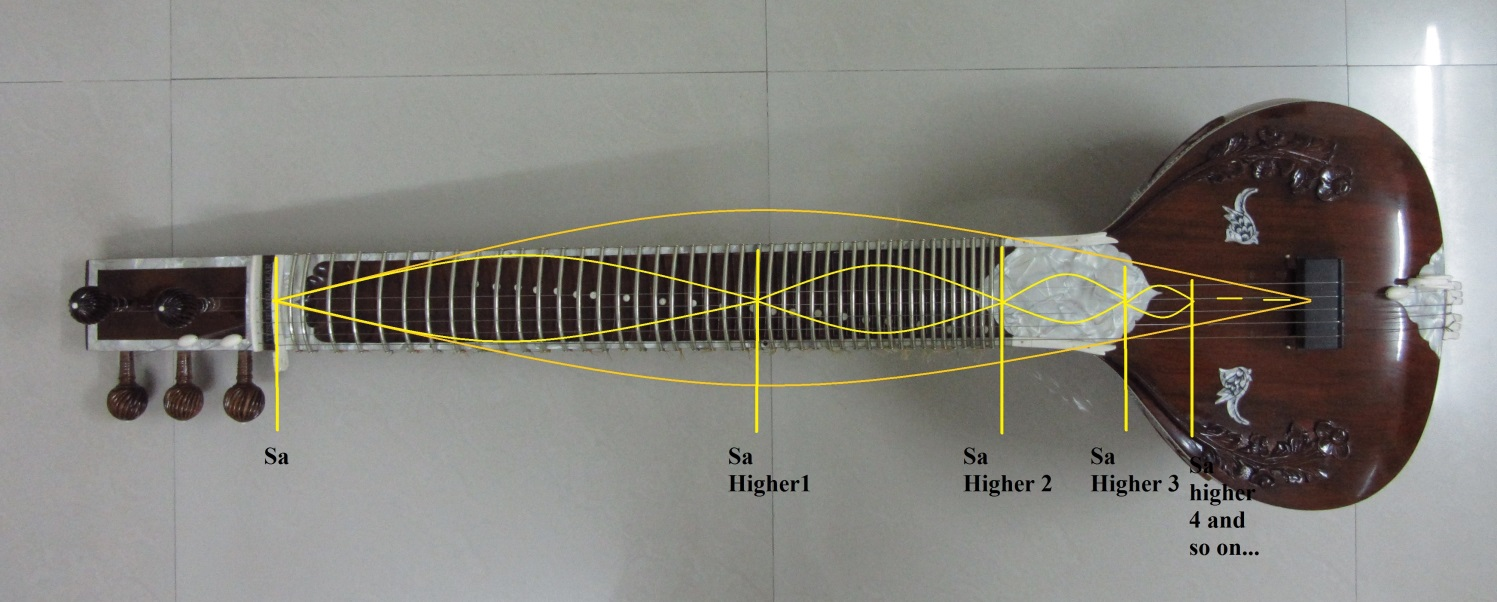 Sa
Sa
Higher1
Sa
Higher 2
Sa
Higher 3
Sa
higher
4 and
so on...